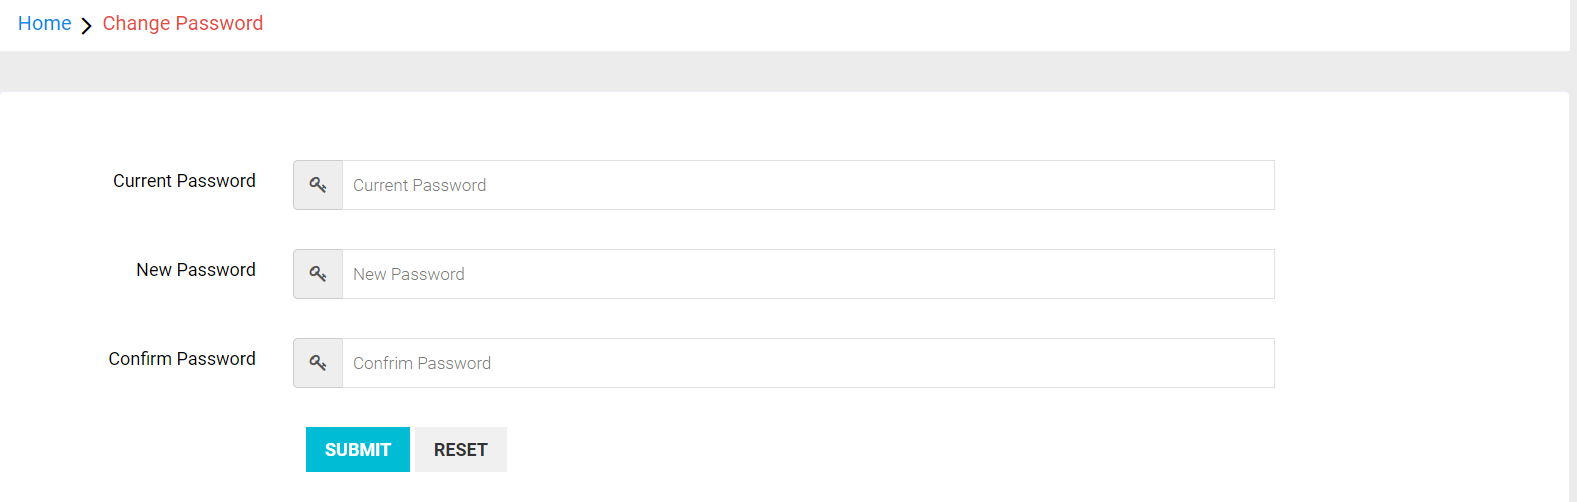 Home > Change Password
Current Password Current Password
New Password New Password
Confirm Password Confrim Password
SUBMIT RESET